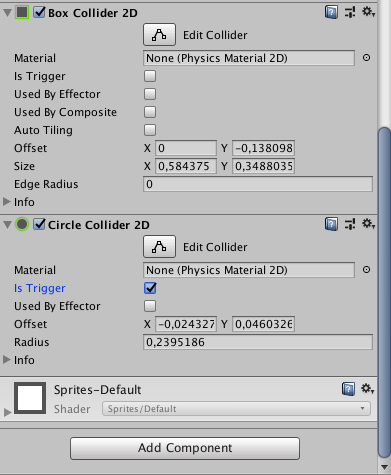 Box Collider 2D
Edit Collider
Material None (Physics Material 2D)
Is Trigger
Used By Effector
Used By Composite
Auto Tiling
Offset X 0 Y -0,138098
Size X 0,584375 Y 0,3488035
Edge Radius 0
Info
Circle Collider 2D
Edit Collider
Material None (Physics Material 2D)
Is Trigger
Used By Effector
Offset X -0,024327 Y 0,0460326
Radius 0,2395186
Info
Sprites-Default
Shader Sprites/Default
Add Component